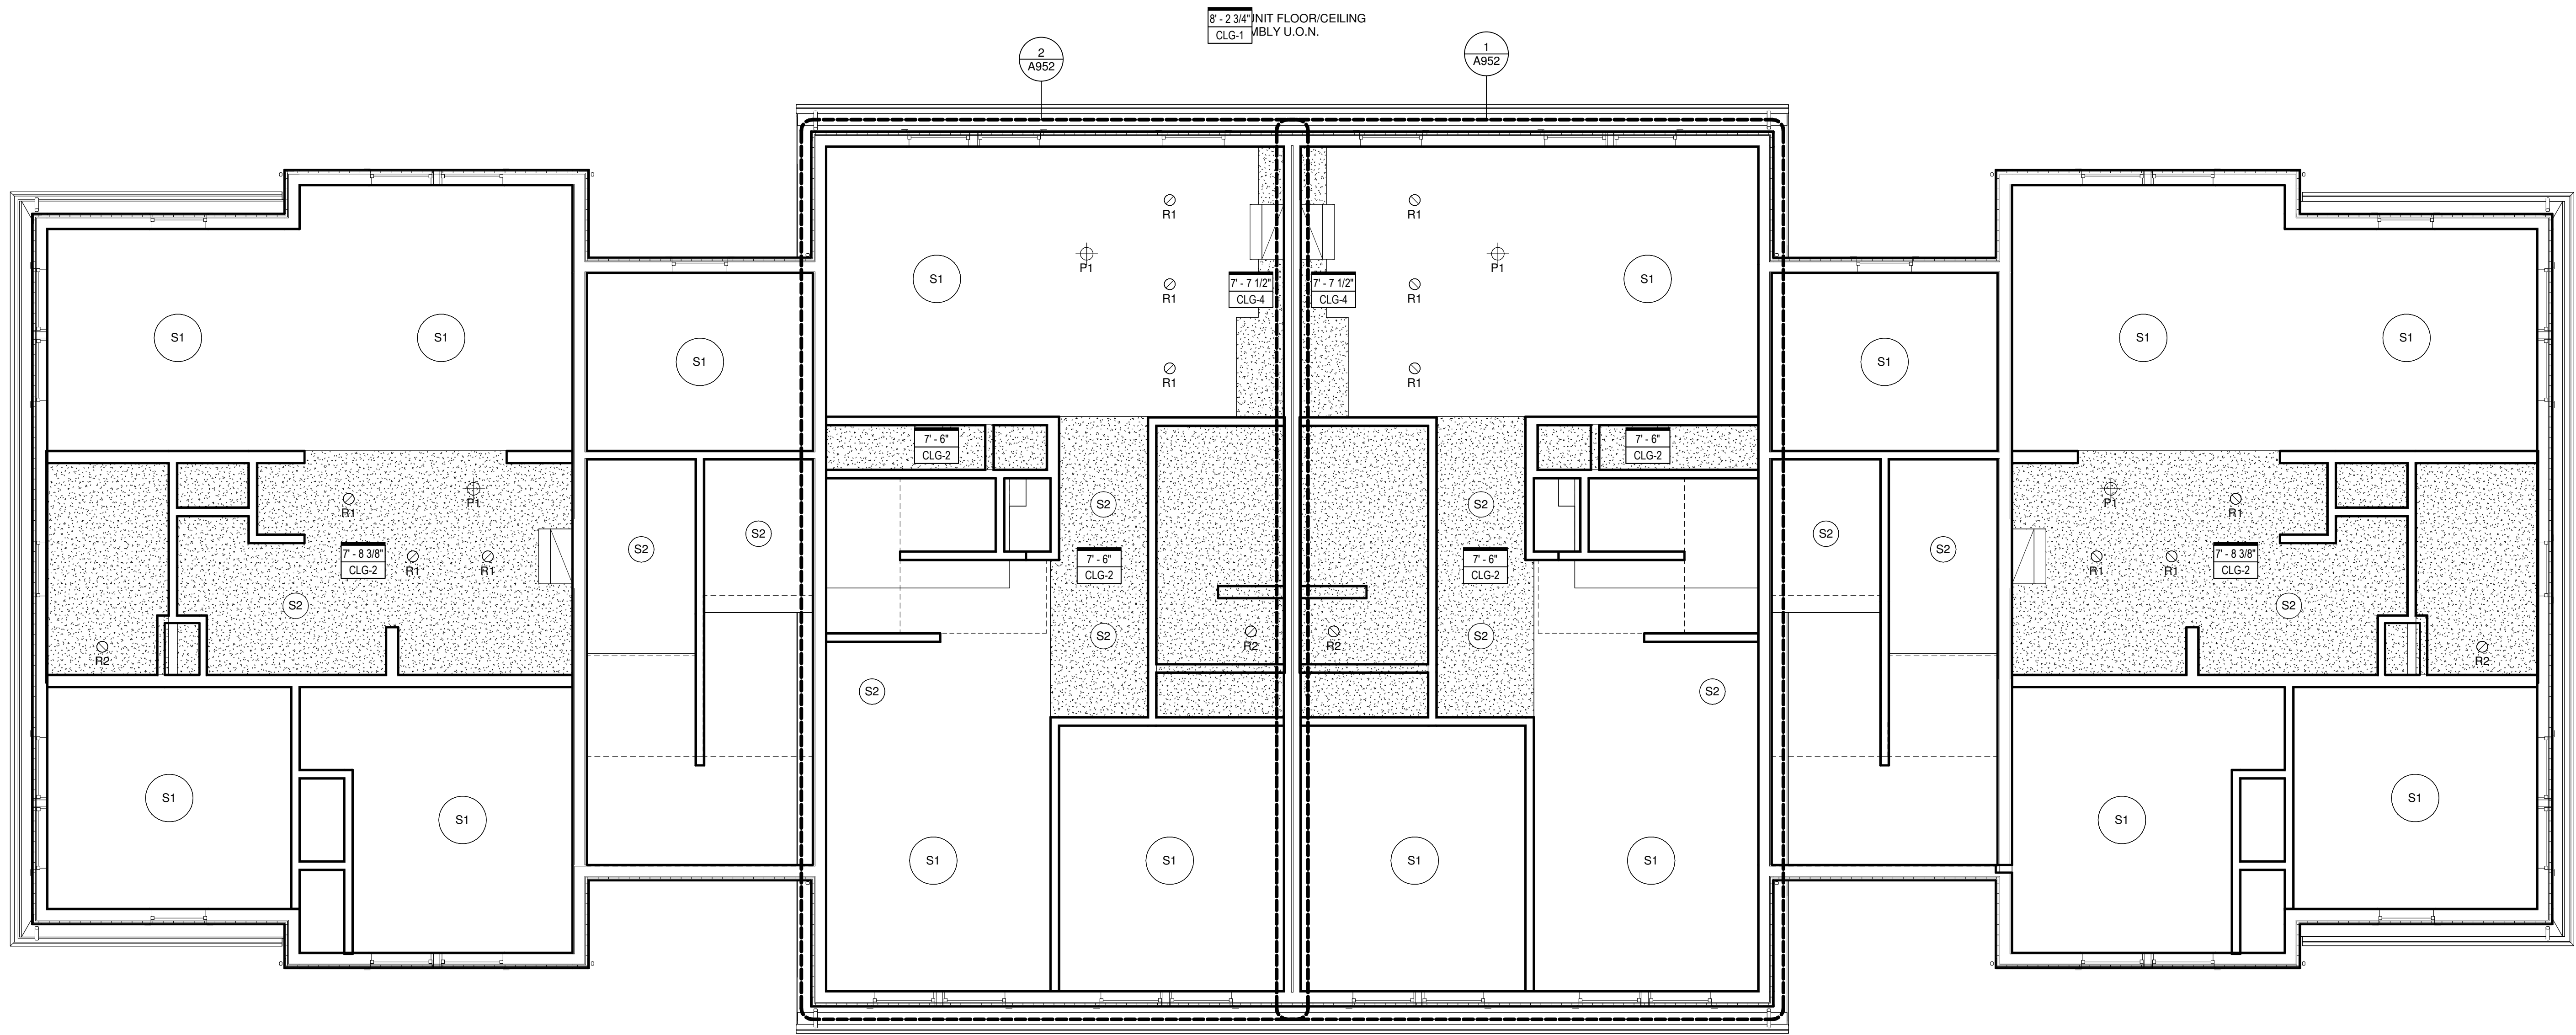 8' - 2 3/4" UNIT FLOOR/CEILING
CLG-1 MBLY U.O.N.
2
A952
1
A952
R1
R1
P1
P1
S1
S1
7' - 7 1/2"
CLG-4
7' - 7 1/2"
CLG-4
R1
R1
S1
S1
S1
S1
S1
S1
R1
R1
7' - 6"
CLG-2
7' - 6"
CLG-2
R1
P1
S2
S2
P1
R1
S2
S2
7' - 8 3/8"
CLG-2
R1
R1
S2
S2
7' - 6"
CLG-2
7' - 6"
CLG-2
R1
R1
7' - 8 3/8"
CLG-2
S2
S2
S2
S2
R2
R2
R2
R2
S2
S2
S1
S1
S1
S1
S1
S1
S1
S1